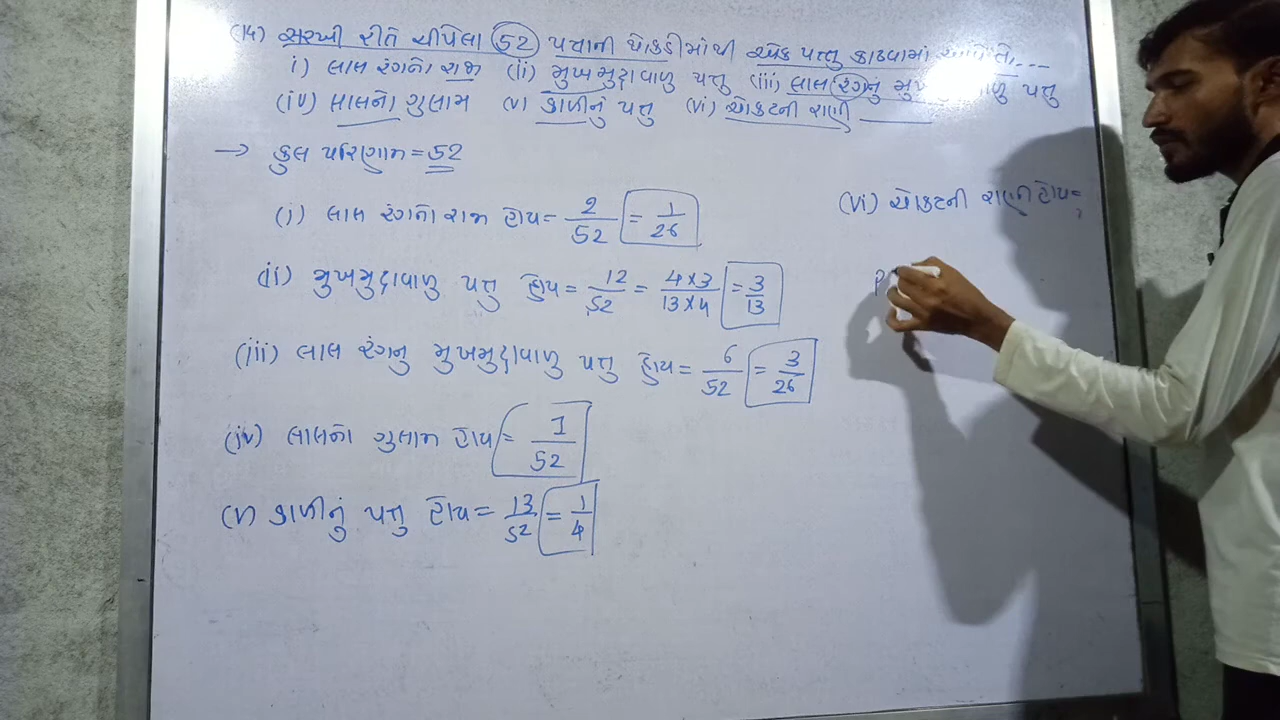 (14) સરખી રીતે ચીપેલા 52 પત્તાની થોકડીમાંથી એક પત્તુ કાઢવામાં
i) લાલ રંગનો રાજા (ii) મુખમુદ્રાવાળુ પત્તુ (iii) લાલ રંગનું પત્તુ
(iv) લાલનો ગુલામ (v) કાળીનું પત્તુ (vi) ચોકટની રાણી
→ કુલ પરિણામ = 52
(i) લાલ રંગનો રાજા હોય = 2/52 = 1/26
(ii) મુખમુદ્રાવાળુ પત્તુ હોય = 12/52 = 4×3/13×4 = 3/13
(iii) લાલ રંગનુ મુખમુદ્રાવાળુ પત્તુ હોય = 6/52 = 3/26
(iv) લાલનો ગુલામ હોય = 1/52
(v) કાળીનું પત્તુ હોય = 13/52 = 1/4
(vi) ચોકટની રાણી હોય =
P